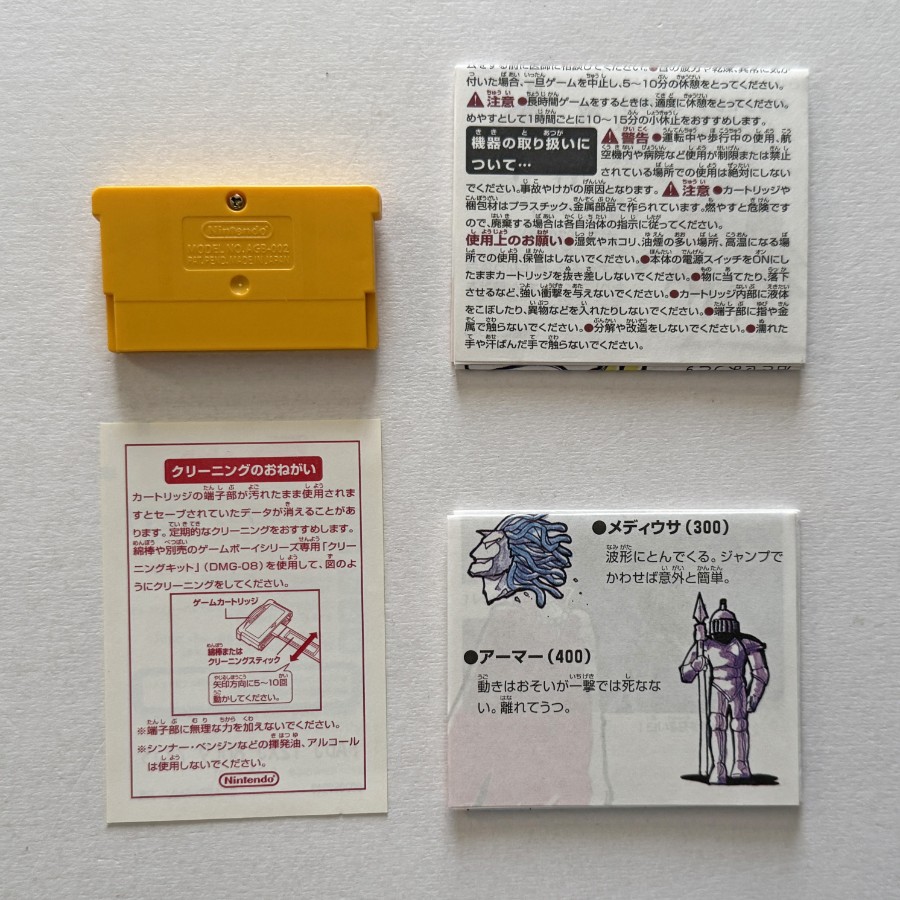 Nintendo
MODEL NO. AGB-002
PAT. PEND. MADE IN JAPAN
付いた場合、一旦ゲームを中止し、5〜10分の休憩をとってください。
注意 ●長時間ゲームをするときは、適度に休憩をとってください。
めやすとして1時間ごとに10〜15分の小休止をおすすめします。
機器の取り扱いに
ついて…
警告 ●運転中や歩行中の使用、航
空機内や病院など使用が制限または禁止
されている場所での使用は絶対にしない
でください。事故やけがの原因となります。 注意 ●カートリッジや
梱包材はプラスチック、金属部品で作られています。燃やすと危険です
ので、廃棄する場合は各自治体の指示に従ってください。
使用上のお願い ●湿気やホコリ、油煙の多い場所、高温になる場
所での使用、保管はしないでください。●本体の電源スイッチをONにし
たままカートリッジを抜き差ししないでください。●物に当てたり、落下
させるなど、強い衝撃を与えないでください。●カートリッジ内部に液体
をこぼしたり、異物などを入れたりしないでください。●端子部に指や金
属で触らないでください。●分解や改造をしないでください。●濡れた
手や汗ばんだ手で触らないでください。
クリーニングのおねがい
カートリッジの端子部が汚れたまま使用されま
すとセーブされていたデータが消えることがあ
ります。定期的なクリーニングをおすすめします。
綿棒や別売のゲームボーイシリーズ専用「クリー
ニングキット」(DMG-08)を使用して、図のよ
うにクリーニングをしてください。
ゲームカートリッジ
綿棒または
クリーニングスティック
矢印方向に5〜10回
動かしてください。
※端子部に無理な力を加えないでください。
※シンナー・ベンジンなどの揮発油、アルコール
は使用しないでください。
Nintendo
●メディウサ(300)
波形にとんでくる。ジャンプで
かわせば意外と簡単。
●アーマー(400)
動きはおそいが一撃では死なな
い。離れてうつ。